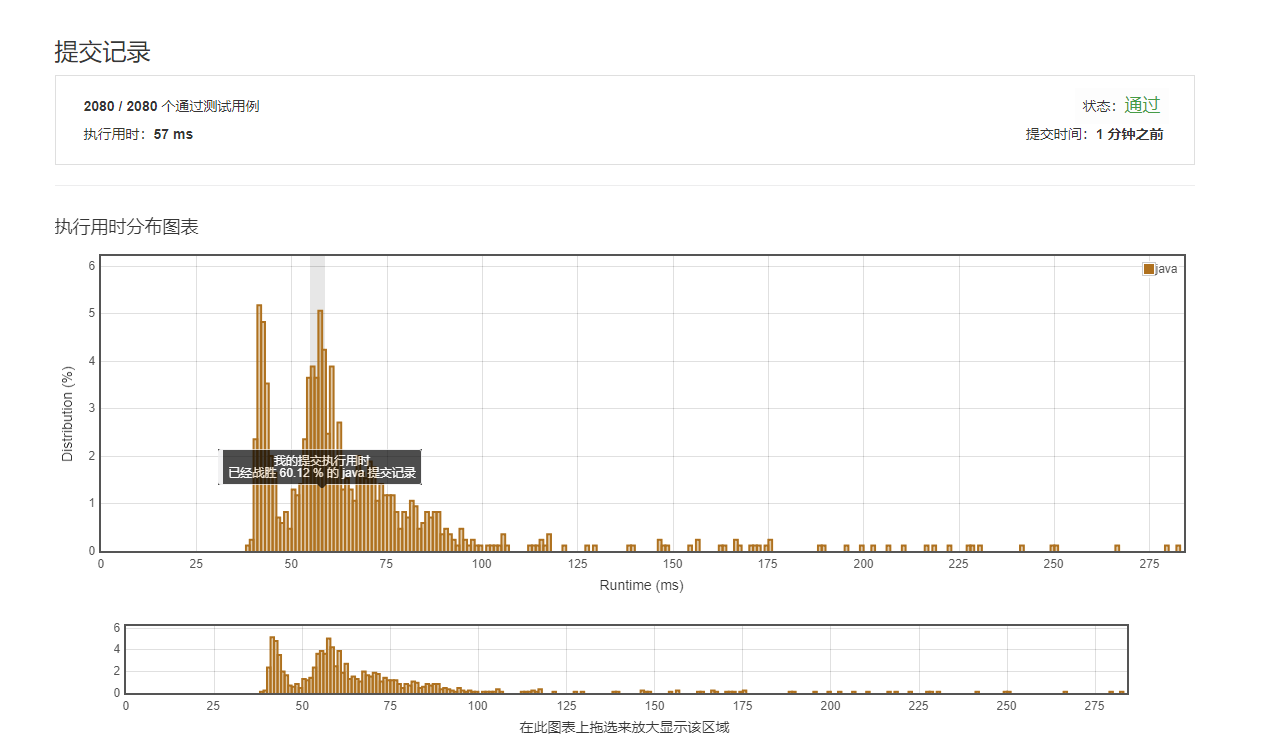 提交记录
2080 / 2080 个通过测试用例
状态：通过
执行用时：57 ms
提交时间：1 分钟之前
执行用时分布图表
java
6
5
4
3
2
1
0
Distribution (%)
我的提交执行用时
已经战胜 60.12 % 的 java 提交记录
0 25 50 75 100 125 150 175 200 225 250 275
Runtime (ms)
6
4
2
0
0 25 50 75 100 125 150 175 200 225 250 275
在此图表上拖选来放大显示该区域